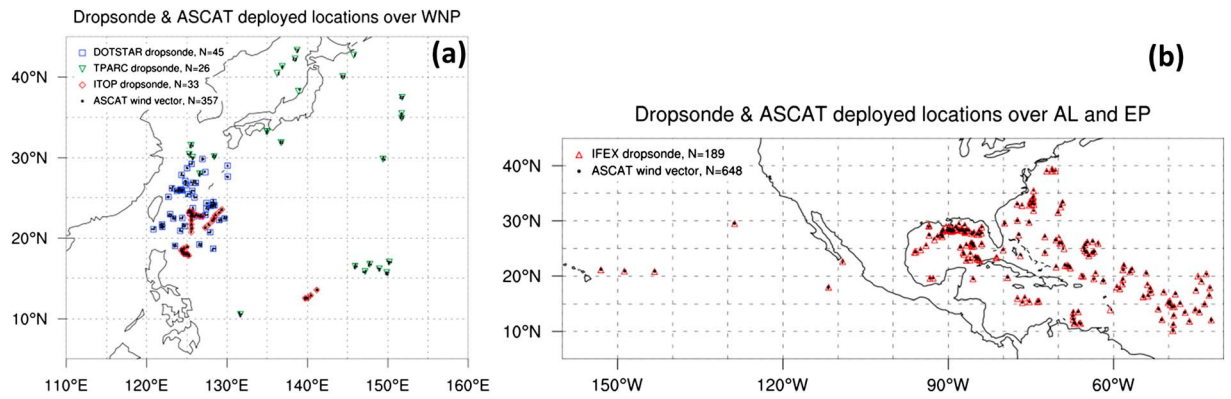 Dropsonde & ASCAT deployed locations over WNP
(a)
DOTSTAR dropsonde, N=45
TPARC dropsonde, N=26
ITOP dropsonde, N=33
ASCAT wind vector, N=357
40°N
30°N
20°N
10°N
110°E 120°E 130°E 140°E 150°E 160°E
(b)
Dropsonde & ASCAT deployed locations over AL and EP
IFEX dropsonde, N=189
ASCAT wind vector, N=648
40°N
30°N
20°N
10°N
150°W 120°W 90°W 60°W